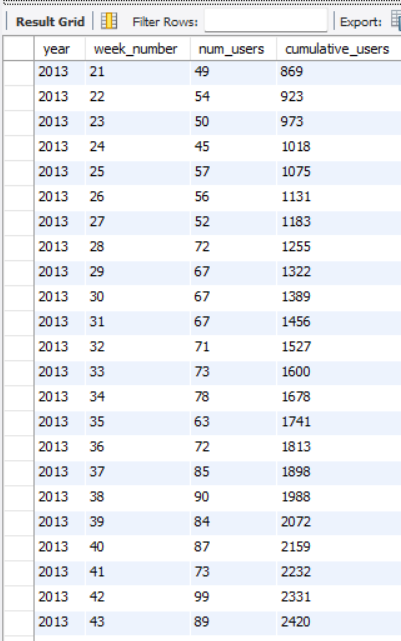 Result Grid Filter Rows: Export:
year week_number num_users cumulative_users
2013 21 49 869
2013 22 54 923
2013 23 50 973
2013 24 45 1018
2013 25 57 1075
2013 26 56 1131
2013 27 52 1183
2013 28 72 1255
2013 29 67 1322
2013 30 67 1389
2013 31 67 1456
2013 32 71 1527
2013 33 73 1600
2013 34 78 1678
2013 35 63 1741
2013 36 72 1813
2013 37 85 1898
2013 38 90 1988
2013 39 84 2072
2013 40 87 2159
2013 41 73 2232
2013 42 99 2331
2013 43 89 2420